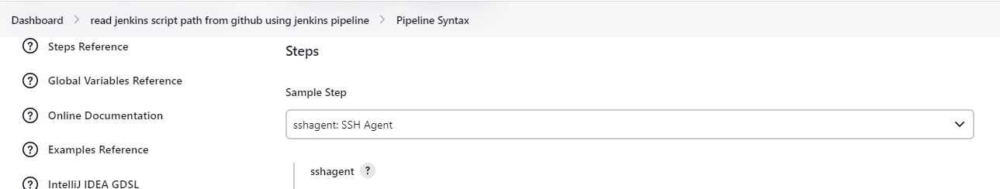 Dashboard > read jenkins script path from github using jenkins pipeline > Pipeline Syntax
? Steps Reference
? Global Variables Reference
? Online Documentation
? Examples Reference
? IntelliJ IDEA GDSL
Steps
Sample Step
sshagent: SSH Agent
sshagent ?